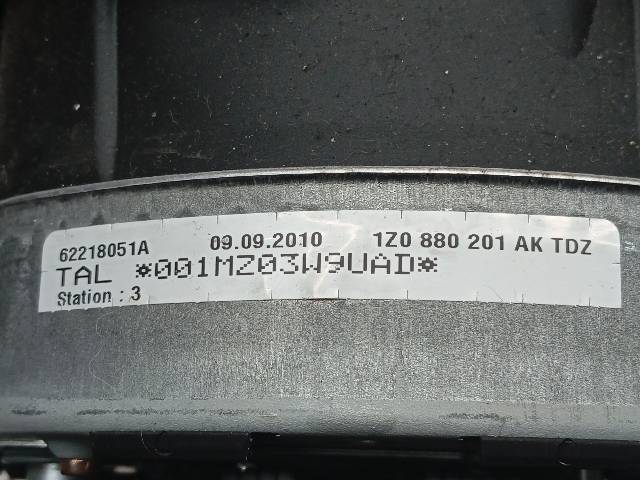 62218051A 09.09.2010 1Z0 880 201 AK TDZ
TAL *001MZ03W9UAD*
Station : 3